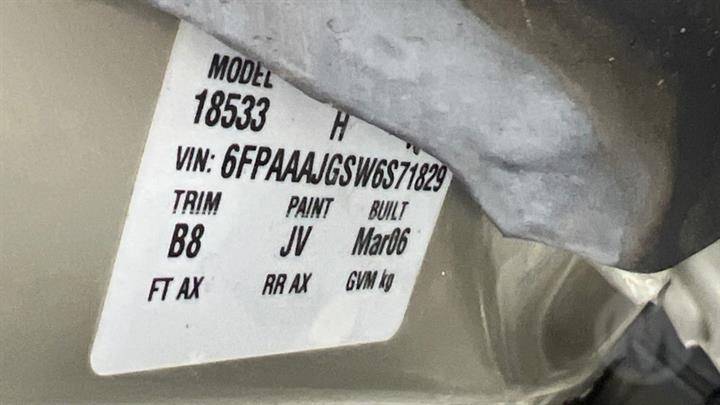 MODEL
18533 H
VIN: 6FPAAAJGSW6S71829
TRIM PAINT BUILT
B8 JV Mar06
FT AX RR AX GVM kg